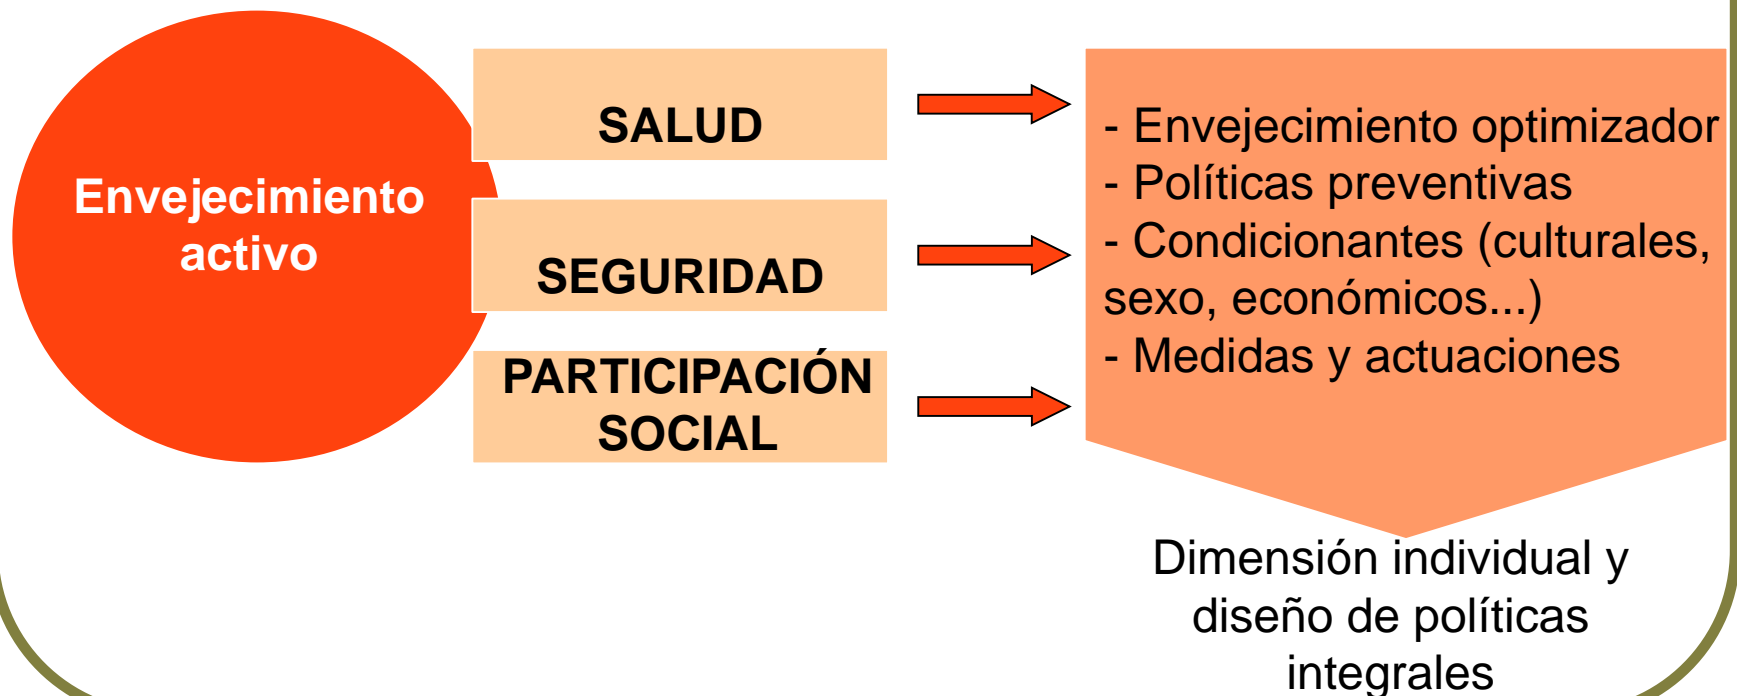 Envejecimiento
activo
SALUD
SEGURIDAD
PARTICIPACIÓN
SOCIAL
- Envejecimiento optimizador
- Políticas preventivas
- Condicionantes (culturales,
sexo, económicos...)
- Medidas y actuaciones
Dimensión individual y
diseño de políticas
integrales